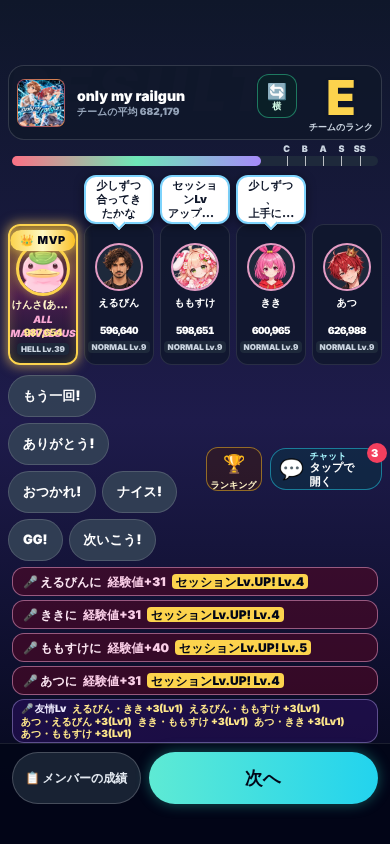 only my railgun
チームの平均 682,179
横
E
チームのランク
C B A S SS
少しずつ
合ってき
たかな
セッショ
ンLv
アップ…
少しずつ
、
上手に…
👑 MVP
けんさ(あ…
ALL
HELL Lv.39
えるびん
596,640
NORMAL Lv.9
ももすけ
598,651
NORMAL Lv.9
きき
600,965
NORMAL Lv.9
あつ
626,988
NORMAL Lv.9
もう一回!
ありがとう!
おつかれ!
ナイス!
GG!
次いこう!
ランキング
チャット
タップで
開く
3
🎤 えるびんに 経験値+31 セッションLv.UP! Lv.4
🎤 ききに 経験値+31 セッションLv.UP! Lv.4
🎤 ももすけに 経験値+40 セッションLv.UP! Lv.5
🎤 あつに 経験値+31 セッションLv.UP! Lv.4
🎤 友情Lv えるびん・きき +3(Lv1) えるびん・ももすけ +3(Lv1)
あつ・えるびん +3(Lv1) きき・ももすけ +3(Lv1) あつ・きき +3(Lv1)
あつ・ももすけ +3(Lv1)
📋 メンバーの成績
次へ